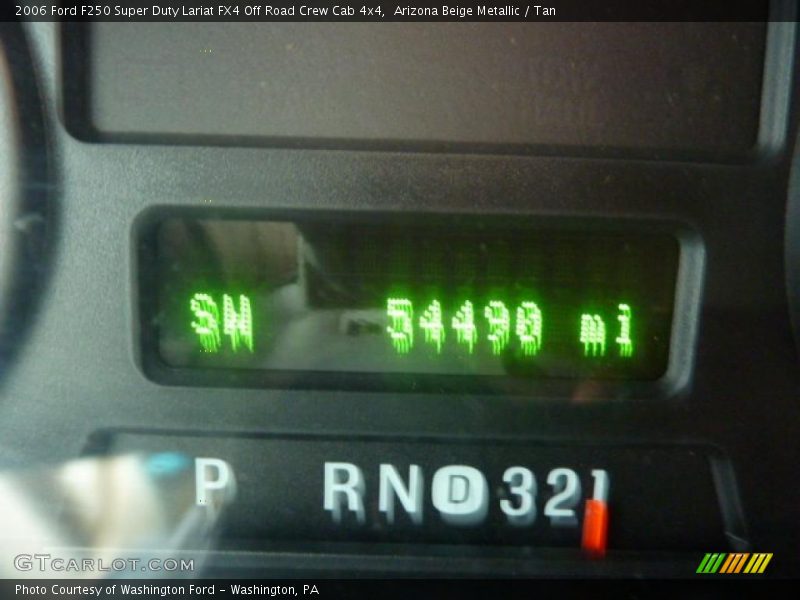 2006 Ford F250 Super Duty Lariat FX4 Off Road Crew Cab 4x4, Arizona Beige Metallic / Tan
SW 54490 mi
P R N D 3 2 1
GTCARLOT.COM
Photo Courtesy of Washington Ford - Washington, PA